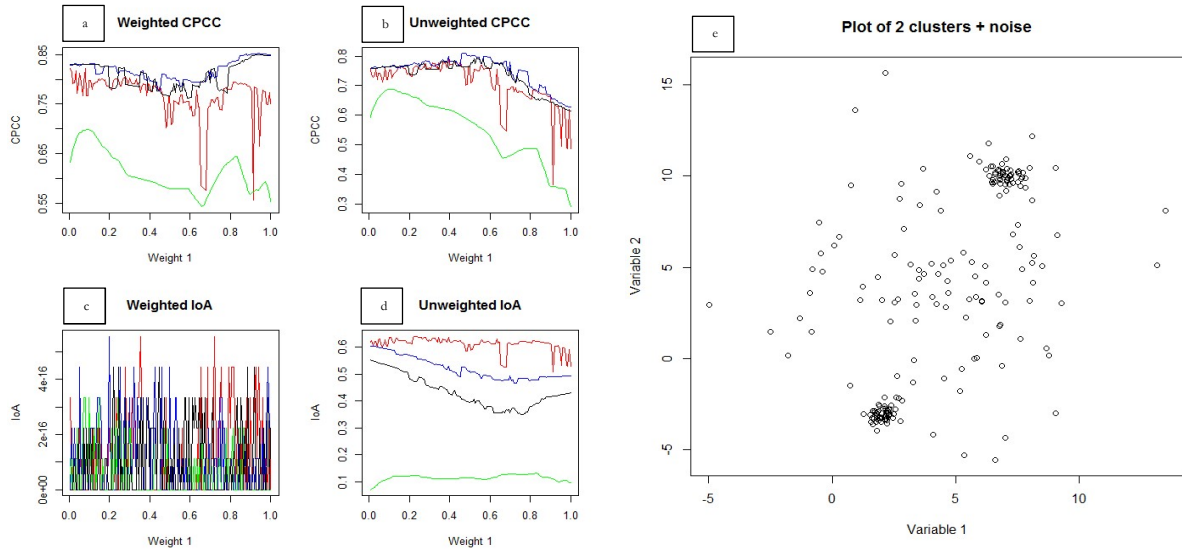 a Weighted CPCC
0.85
0.75
0.65
0.55
CPCC
0.0 0.2 0.4 0.6 0.8 1.0
Weight 1
b Unweighted CPCC
0.8
0.7
0.6
0.5
0.4
0.3
CPCC
0.0 0.2 0.4 0.6 0.8 1.0
Weight 1
c Weighted IoA
4e-16
2e-16
0e+00
IoA
0.0 0.2 0.4 0.6 0.8 1.0
Weight 1
d Unweighted IoA
0.6
0.5
0.4
0.3
0.2
0.1
IoA
0.0 0.2 0.4 0.6 0.8 1.0
Weight 1
e Plot of 2 clusters + noise
15
10
5
0
-5
Variable 2
-5 0 5 10
Variable 1